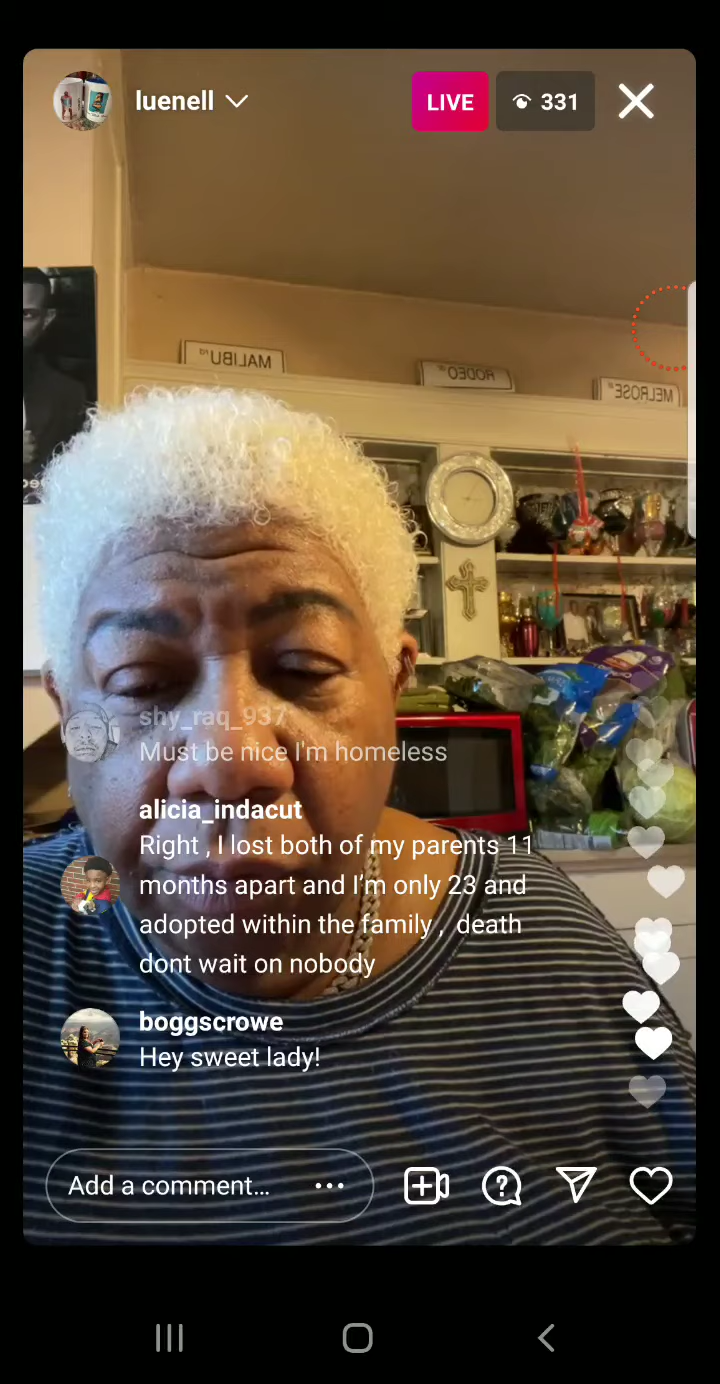 luenell
LIVE
331
MALIBU
RODEO
MELROSE
shy_raq_937
Must be nice I'm homeless
alicia_indacut
Right , I lost both of my parents 11
months apart and I'm only 23 and
adopted within the family , death
dont wait on nobody
boggscrowe
Hey sweet lady!
Add a comment...